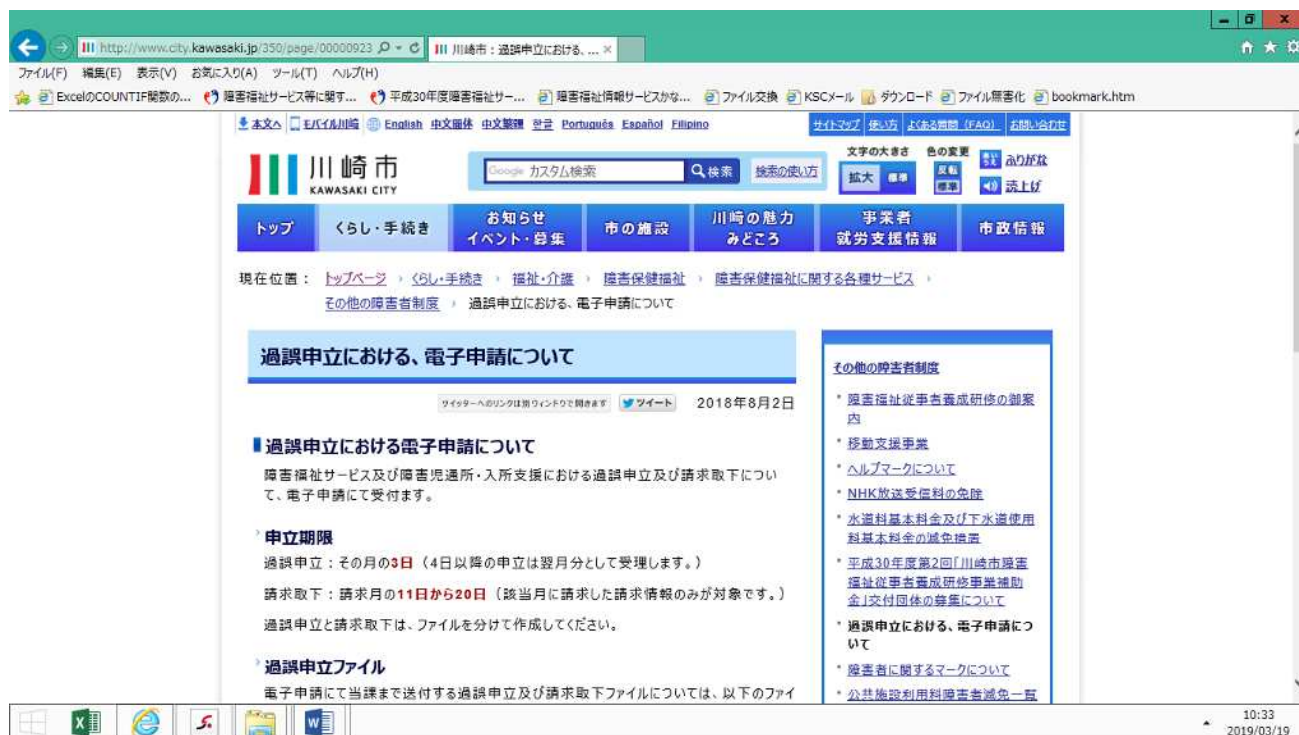 http://www.city.kawasaki.jp/350/page/00000923
川崎市：過誤申立における、... ×
ファイル(F) 編集(E) 表示(V) お気に入り(A) ツール(T) ヘルプ(H)
ExcelのCOUNTIF関数の... 障害福祉サービス等に関す... 平成30年度障害福祉サー... 障害福祉情報サービスかな... ファイル交換 KSCメール ダウンロード ファイル無害化 bookmark.htm
本文へ モバイル川崎 English 中文簡体 中文繁體 한글 Português Español Filipino
サイトマップ 使い方 よくある質問（FAQ） お問い合わせ
川崎市
KAWASAKI CITY
Google カスタム検索 検索 検索の使い方
文字の大きさ 色の変更
拡大 標準 反転 標準
ふりがな
読上げ
トップ くらし・手続き お知らせ イベント・募集 市の施設 川崎の魅力 みどころ 事業者 就労支援情報 市政情報
現在位置： トップページ くらし・手続き 福祉・介護 障害保健福祉 障害保健福祉に関する各種サービス
その他の障害者制度 過誤申立における、電子申請について
過誤申立における、電子申請について
ツイッターへのリンクは別ウィンドウで開きます ツイート 2018年8月2日
過誤申立における電子申請について
障害福祉サービス及び障害児通所・入所支援における過誤申立及び請求取下につい
て、電子申請にて受付ます。
申立期限
過誤申立：その月の3日（4日以降の申立は翌月分として受理します。）
請求取下：請求月の11日から20日（該当月に請求した請求情報のみが対象です。）
過誤申立と請求取下は、ファイルを分けて作成してください。
過誤申立ファイル
電子申請にて当課まで送付する過誤申立及び請求取下ファイルについては、以下のファイ
その他の障害者制度
障害福祉従事者養成研修の御案
内
移動支援事業
ヘルプマークについて
NHK放送受信料の免除
水道料基本料金及び下水道使用
料基本料金の減免措置
平成30年度第2回「川崎市障害
福祉従事者養成研修事業補助
金」交付団体の募集について
過誤申立における、電子申請につ
いて
障害者に関するマークについて
公共施設利用料障害者減免一覧
10:33
2019/03/19